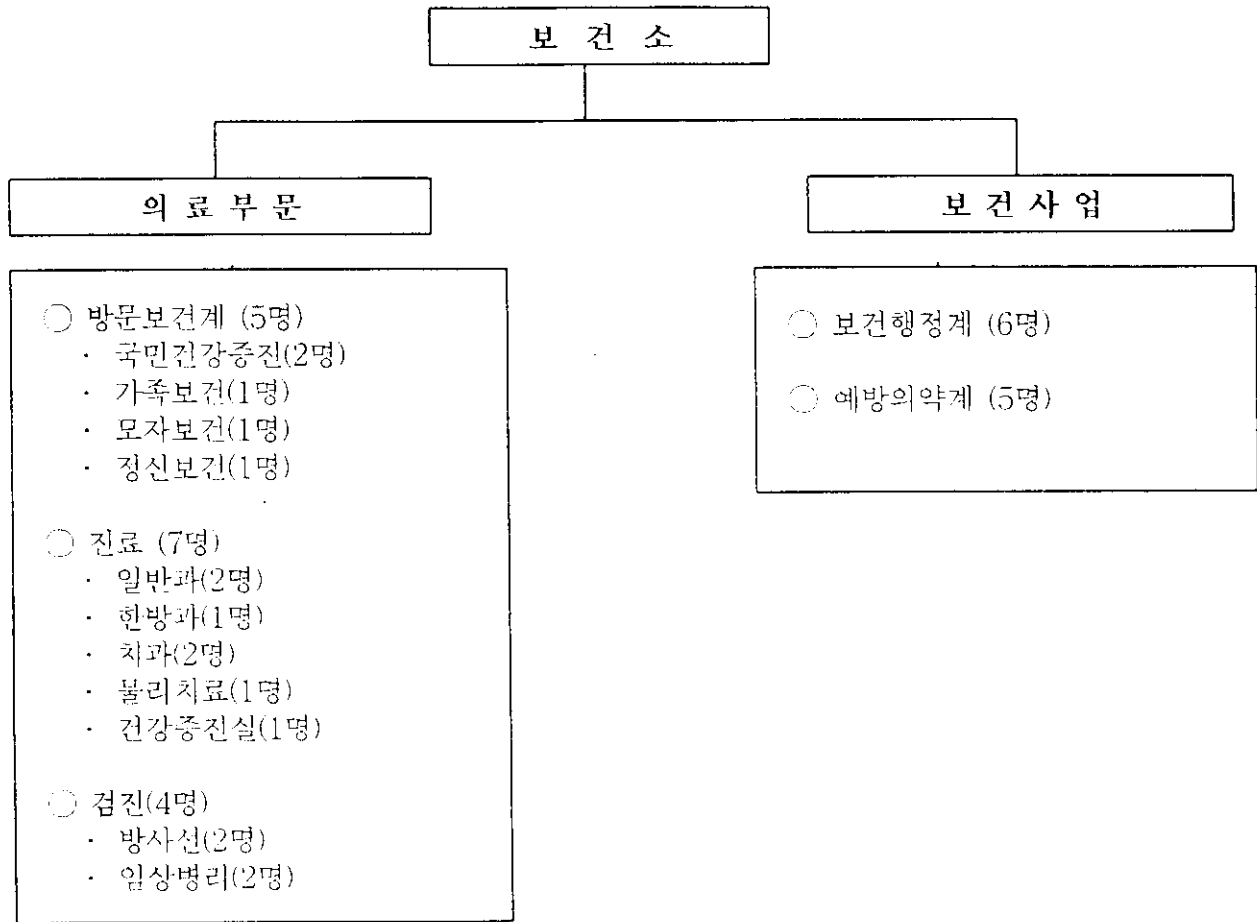 보 건 소
의 료 부 문
○ 방문보건계 (5명)
· 국민건강증진(2명)
· 가족보건(1명)
· 모자보건(1명)
· 정신보건(1명)
○ 진료 (7명)
· 일반과(2명)
· 한방과(1명)
· 치과(2명)
· 물리치료(1명)
· 건강증진실(1명)
○ 검진(4명)
· 방사선(2명)
· 임상병리(2명)
보 건 사 업
○ 보건행정계 (6명)
○ 예방의약계 (5명)